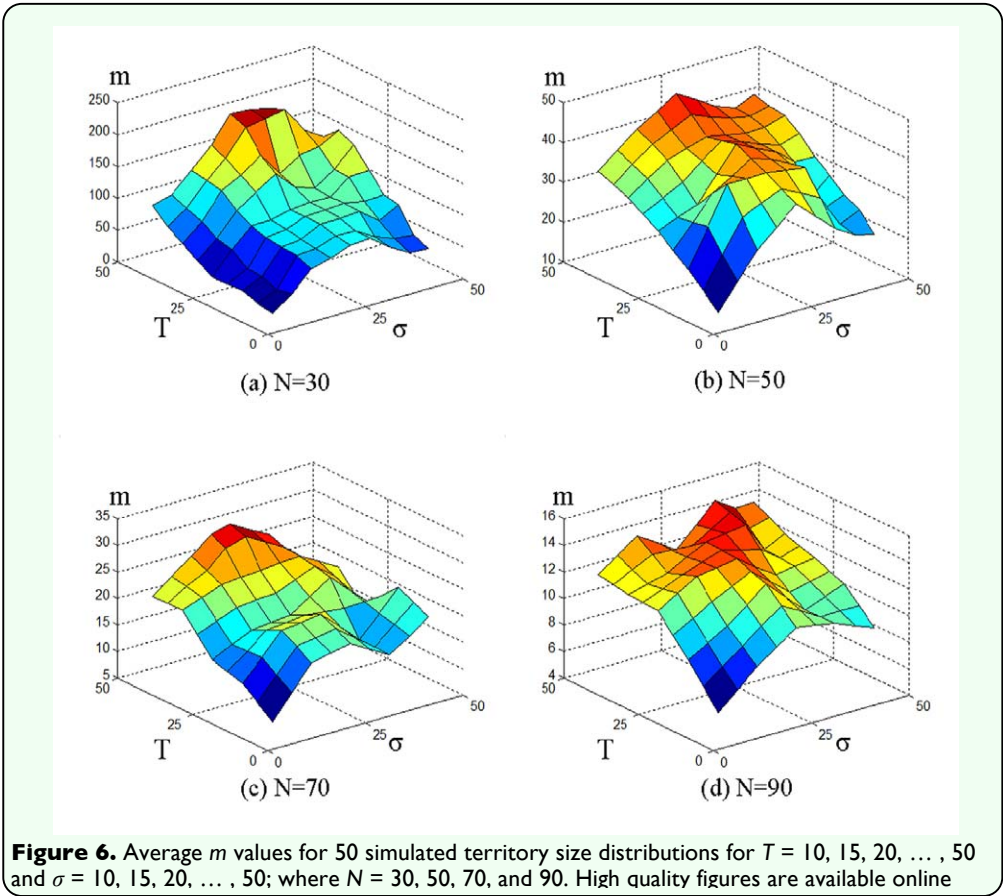 m
250
200
150
100
50
0
50
25
T
0
0
25
σ
50
(a) N=30
m
50
40
30
20
10
50
25
T
0
0
25
σ
50
(b) N=50
m
35
30
25
20
15
10
5
50
25
T
0
0
25
σ
50
(c) N=70
m
16
14
12
10
8
6
4
50
25
T
0
0
25
σ
50
(d) N=90
Figure 6. Average m values for 50 simulated territory size distributions for T = 10, 15, 20, … , 50
and σ = 10, 15, 20, … , 50; where N = 30, 50, 70, and 90. High quality figures are available online